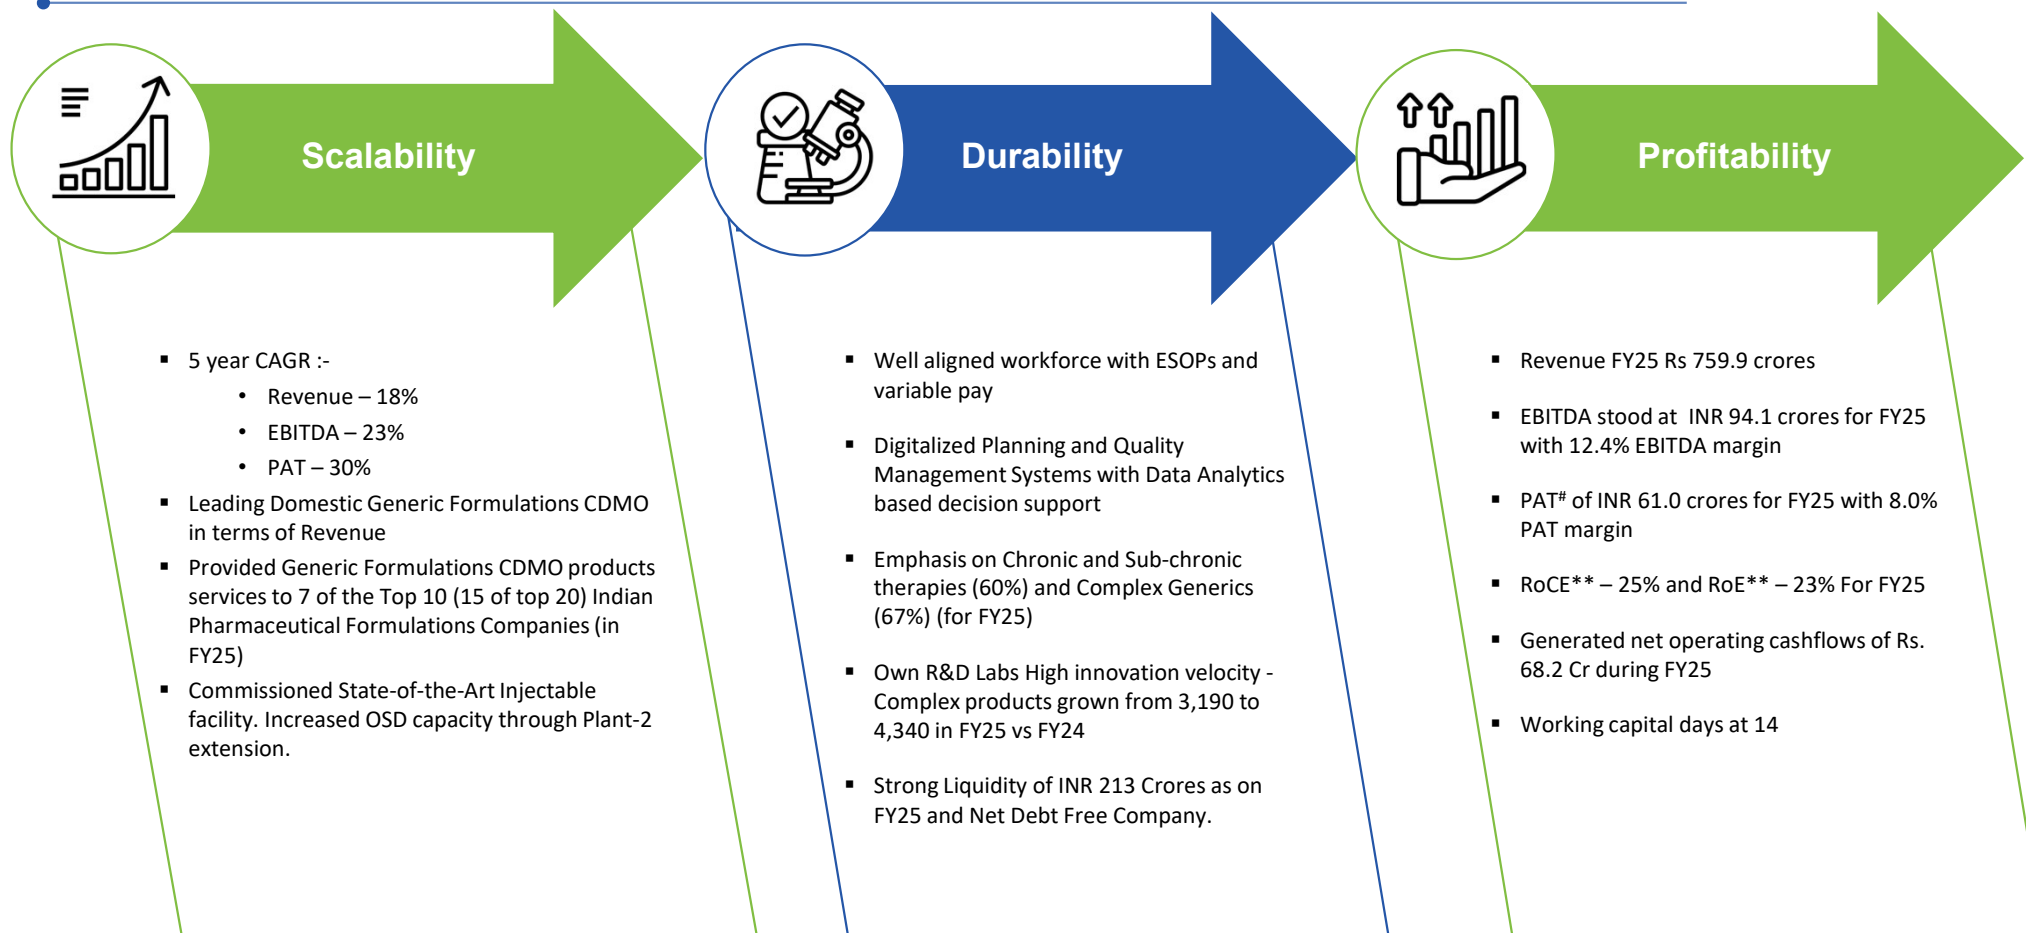 Scalability
▪ 5 year CAGR :-
• Revenue – 18%
• EBITDA – 23%
• PAT – 30%
▪ Leading Domestic Generic Formulations CDMO
in terms of Revenue
▪ Provided Generic Formulations CDMO products
services to 7 of the Top 10 (15 of top 20) Indian
Pharmaceutical Formulations Companies (in
FY25)
▪ Commissioned State-of-the-Art Injectable
facility. Increased OSD capacity through Plant-2
extension.
Durability
▪ Well aligned workforce with ESOPs and
variable pay
▪ Digitalized Planning and Quality
Management Systems with Data Analytics
based decision support
▪ Emphasis on Chronic and Sub-chronic
therapies (60%) and Complex Generics
(67%) (for FY25)
▪ Own R&D Labs High innovation velocity -
Complex products grown from 3,190 to
4,340 in FY25 vs FY24
▪ Strong Liquidity of INR 213 Crores as on
FY25 and Net Debt Free Company.
Profitability
▪ Revenue FY25 Rs 759.9 crores
▪ EBITDA stood at INR 94.1 crores for FY25
with 12.4% EBITDA margin
▪ PAT# of INR 61.0 crores for FY25 with 8.0%
PAT margin
▪ RoCE** – 25% and RoE** – 23% For FY25
▪ Generated net operating cashflows of Rs.
68.2 Cr during FY25
▪ Working capital days at 14